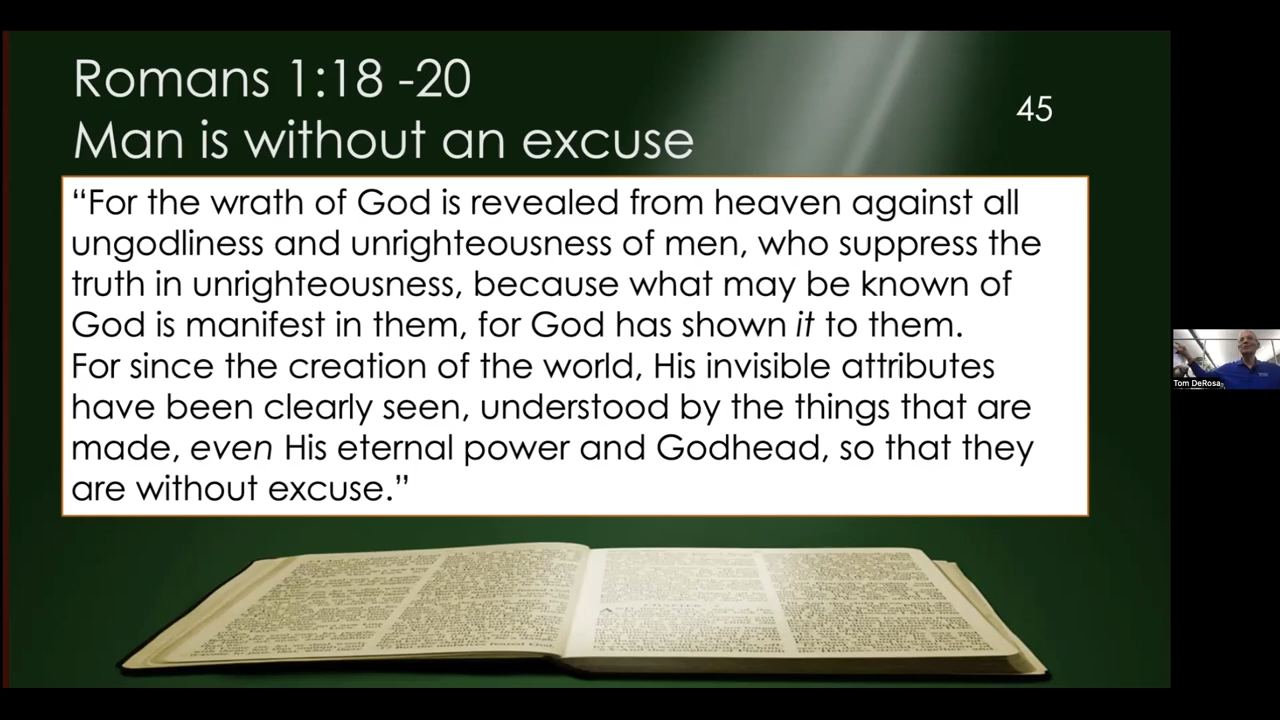 Romans 1:18 -20
Man is without an excuse
45
“For the wrath of God is revealed from heaven against all
ungodliness and unrighteousness of men, who suppress the
truth in unrighteousness, because what may be known of
God is manifest in them, for God has shown it to them.
For since the creation of the world, His invisible attributes
have been clearly seen, understood by the things that are
made, even His eternal power and Godhead, so that they
are without excuse.”
Tom DeRosa